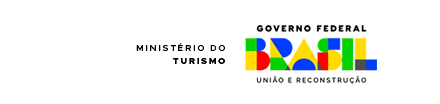 MINISTÉRIO DO
TURISMO
GOVERNO FEDERAL
BRASIL
UNIÃO E RECONSTRUÇÃO